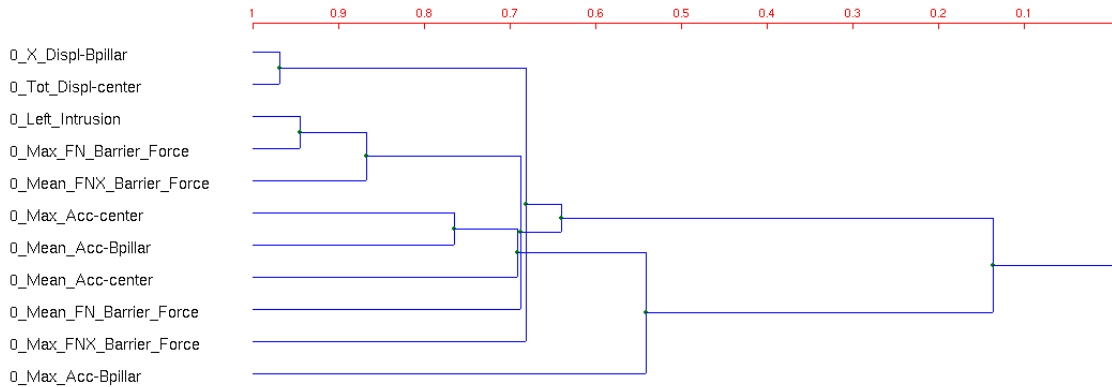 1 0.9 0.8 0.7 0.6 0.5 0.4 0.3 0.2 0.1
0_X_Displ-Bpillar
0_Tot_Displ-center
0_Left_Intrusion
0_Max_FN_Barrier_Force
0_Mean_FNX_Barrier_Force
0_Max_Acc-center
0_Mean_Acc-Bpillar
0_Mean_Acc-center
0_Mean_FN_Barrier_Force
0_Max_FNX_Barrier_Force
0_Max_Acc-Bpillar